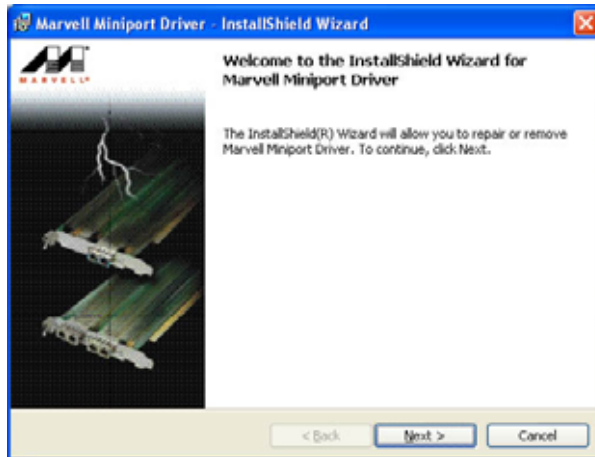 Marvell Miniport Driver - InstallShield Wizard
MARVELL®
Welcome to the InstallShield Wizard for
Marvell Miniport Driver
The InstallShield(R) Wizard will allow you to repair or remove
Marvell Miniport Driver. To continue, click Next.
< Back
Next >
Cancel